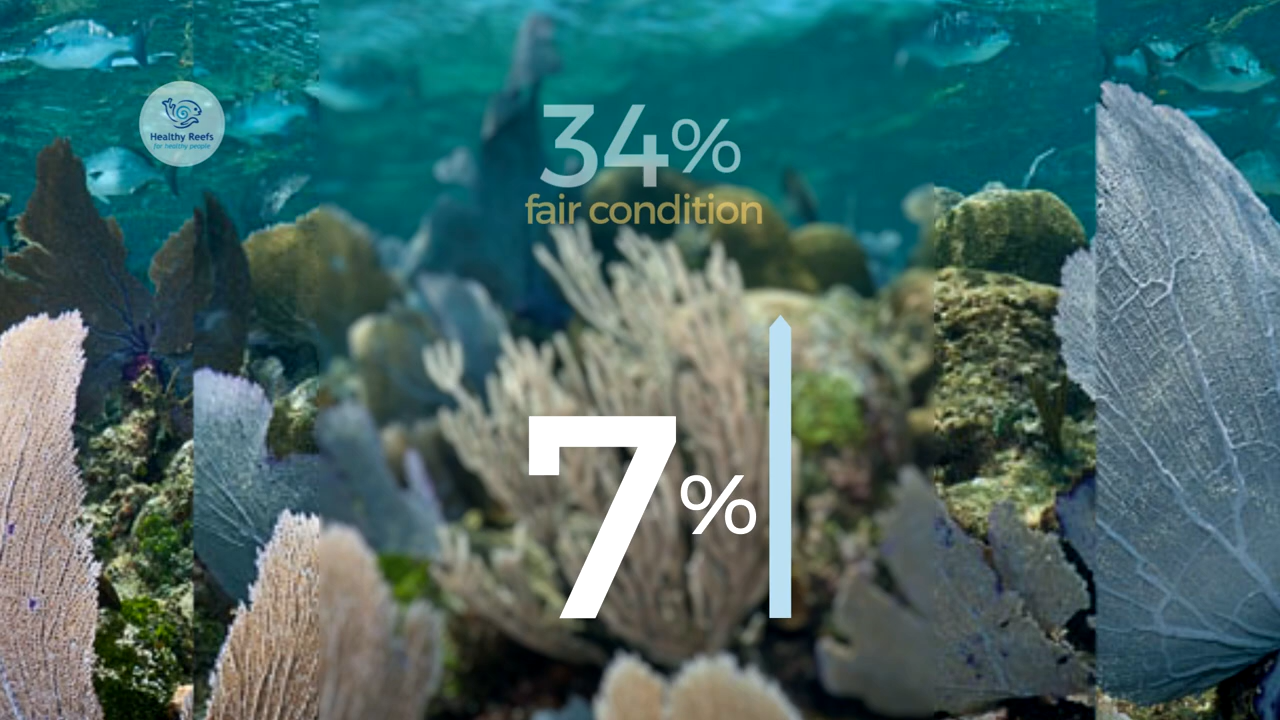 34%
fair condition
Healthy Reefs
for healthy people
7%